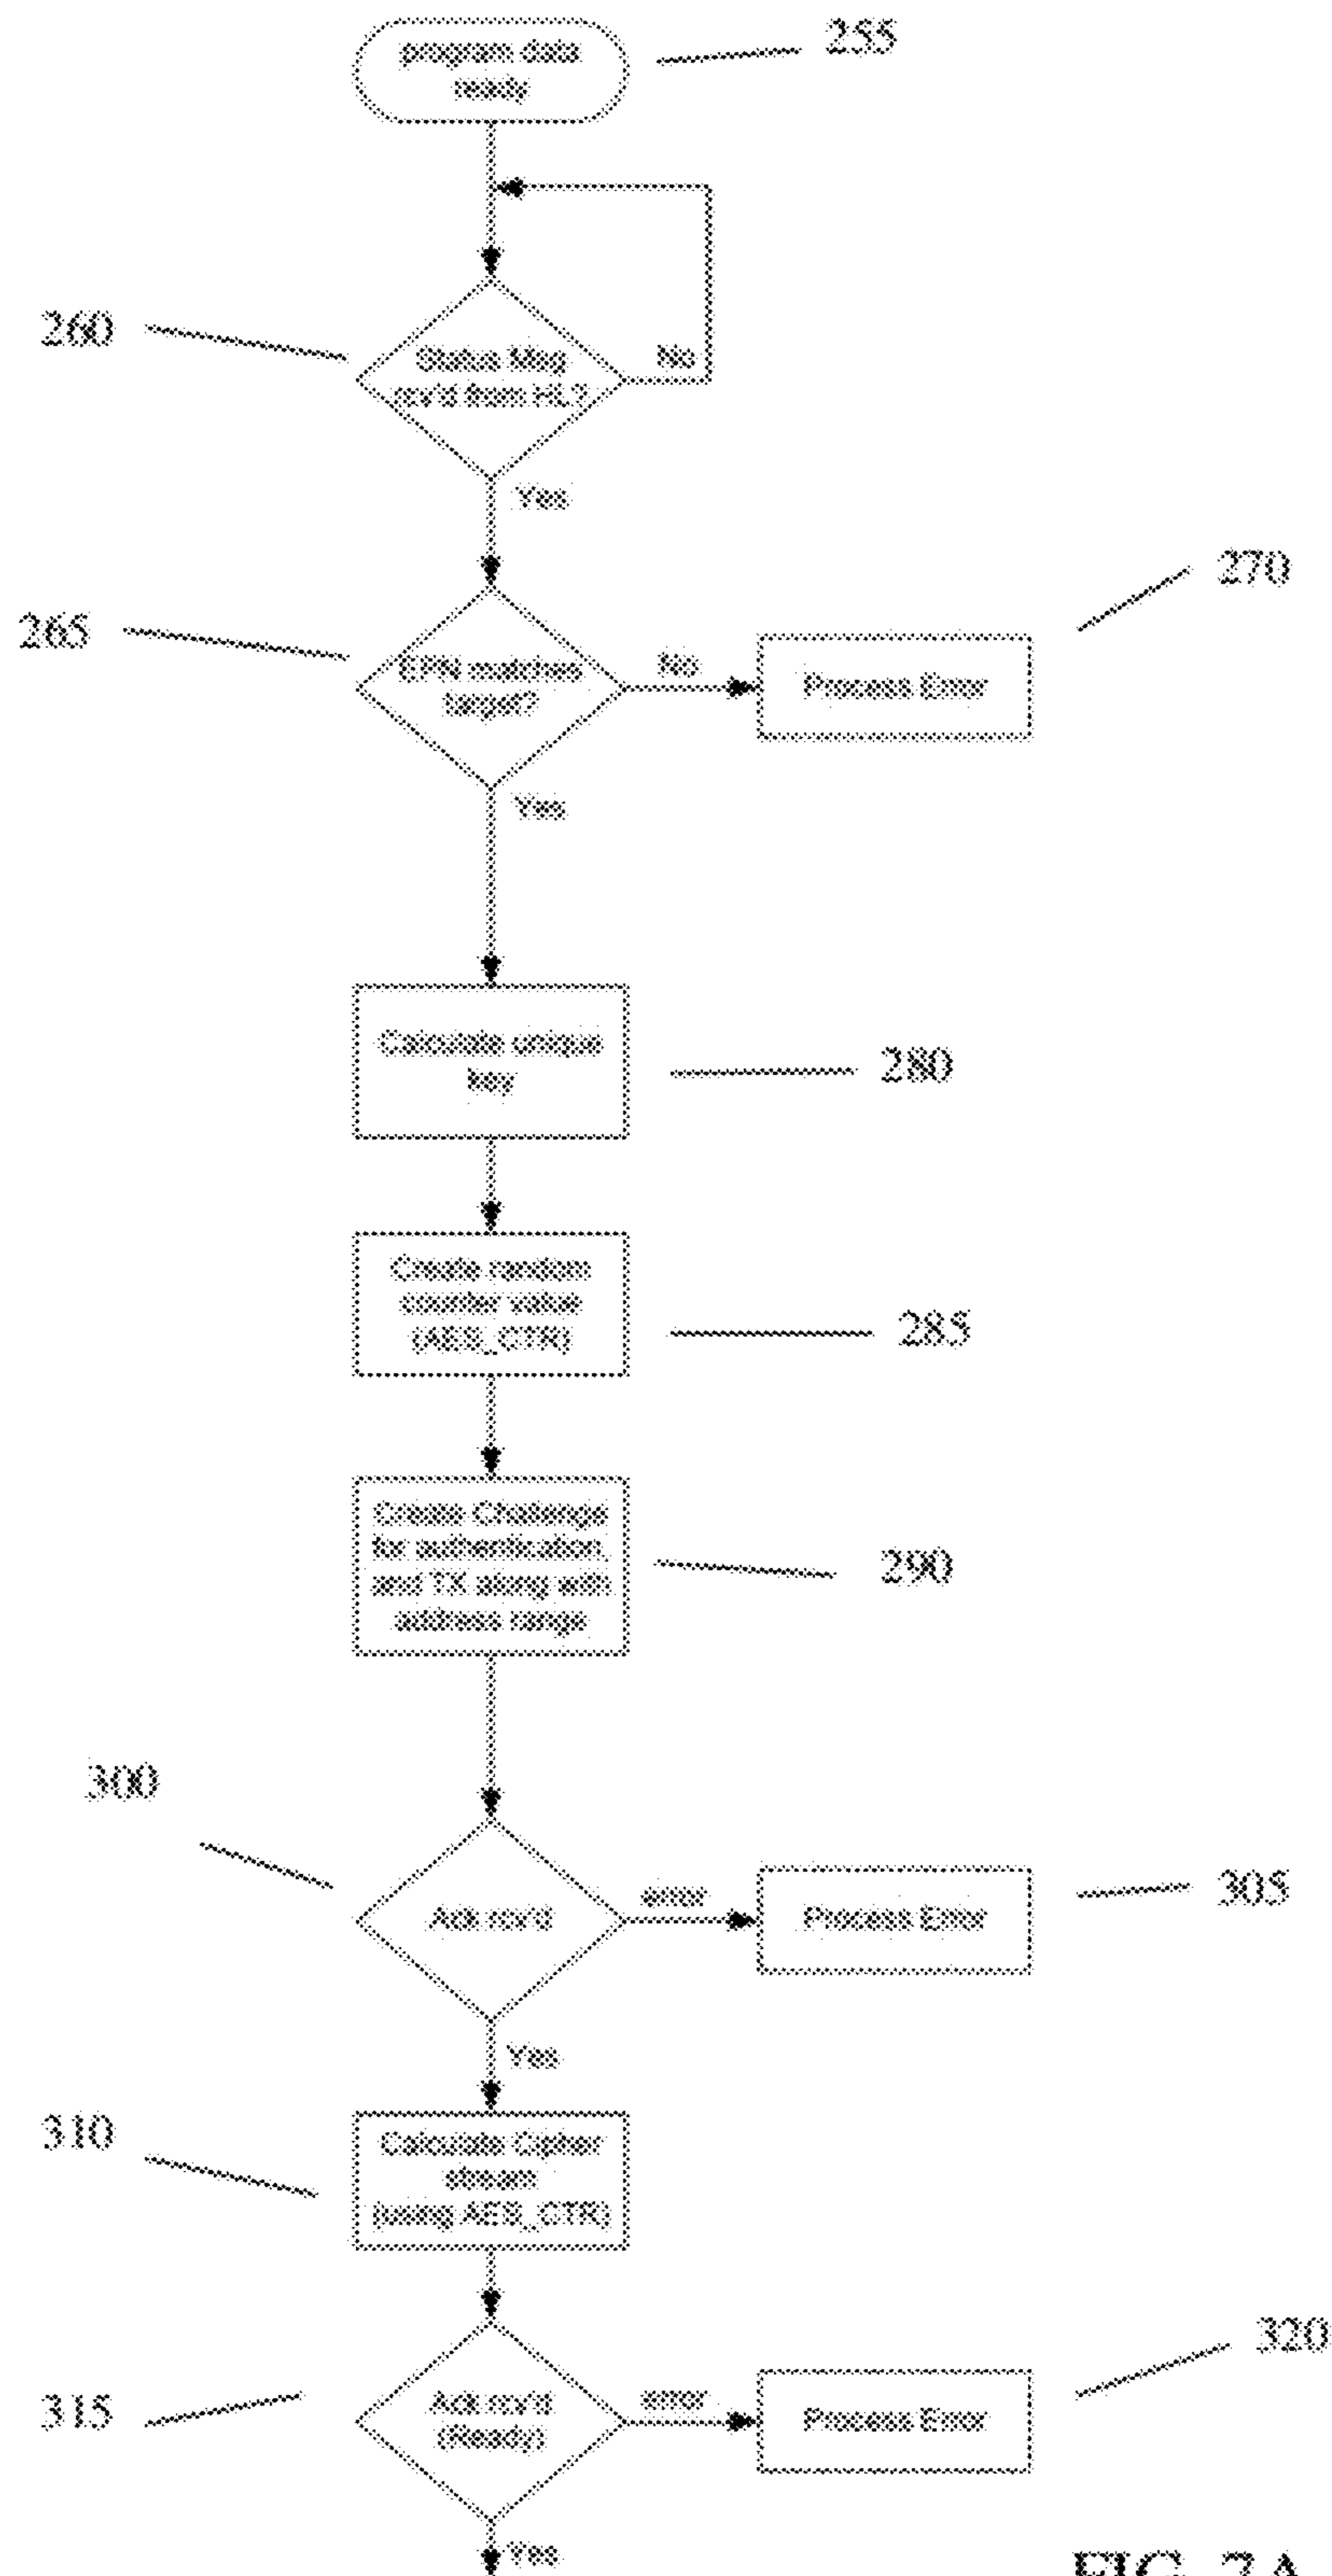 program data
ready
255
260
Status Msg
rcv'd from HL?
No
Yes
265
EPN matches
target?
No
Process Error
270
Yes
Calculate unique
key
280
Create random
counter value
(AES_CTR)
285
Create Challenge
for authentication
and TX along with
address range
290
300
Ack rcv'd
error
Process Error
305
Yes
310
Calculate Cipher
stream
(using AES_CTR)
315
Ack rcv'd
(Ready)
error
Process Error
320
Yes
FIG. 7A